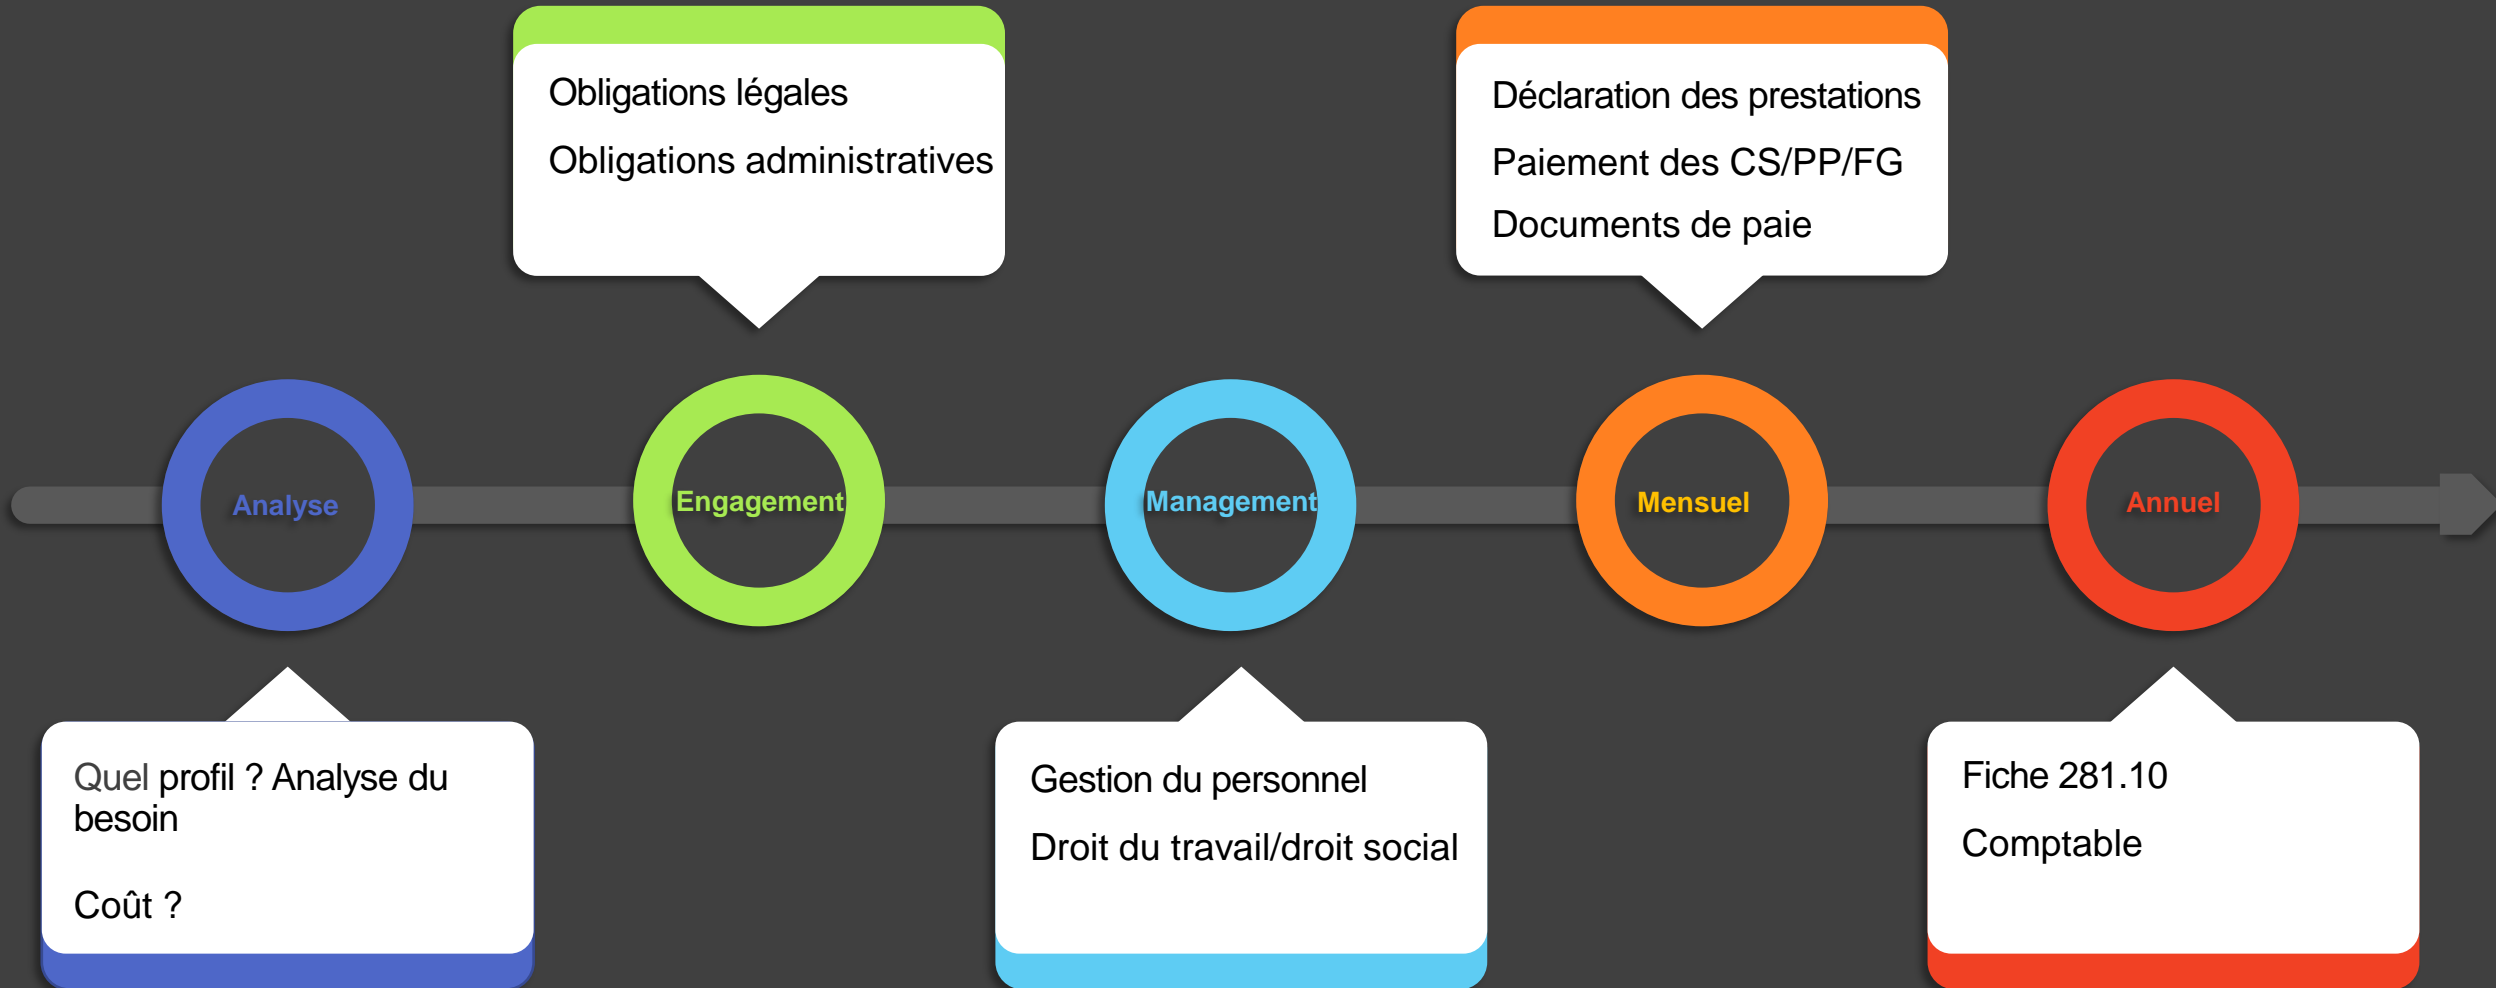 Obligations légales
Obligations administratives
Déclaration des prestations
Paiement des CS/PP/FG
Documents de paie
Analyse
Engagement
Management
Mensuel
Annuel
Quel profil ? Analyse du
besoin
Coût ?
Gestion du personnel
Droit du travail/droit social
Fiche 281.10
Comptable